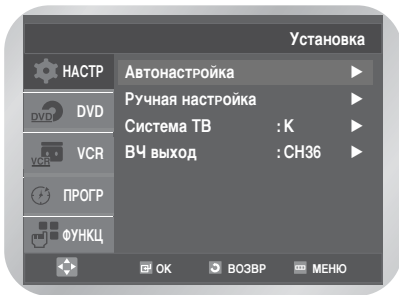 Установка
НАСТР
DVD
DVD
VCR
VCR
ПРОГР
ФУНКЦ
Автонастройка
Ручная настройка
Система ТВ : K
ВЧ выход : CH36
OK ВОЗВР МЕНЮ